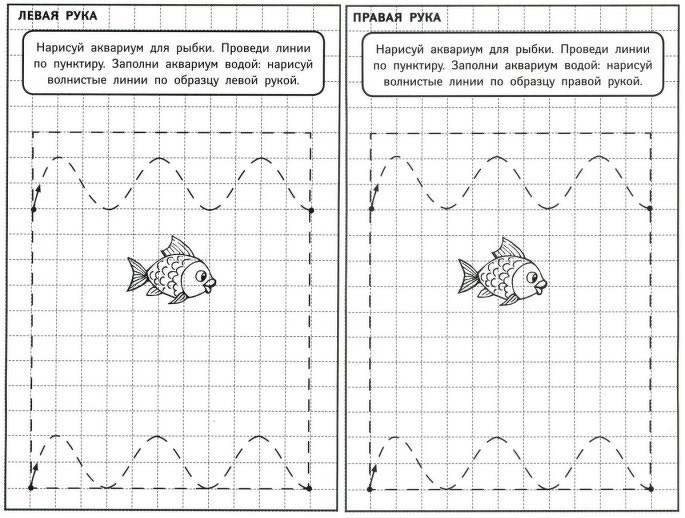 ЛЕВАЯ РУКА
Нарисуй аквариум для рыбки. Проведи линии
по пунктиру. Заполни аквариум водой: нарисуй
волнистые линии по образцу левой рукой.
ПРАВАЯ РУКА
Нарисуй аквариум для рыбки. Проведи линии
по пунктиру. Заполни аквариум водой: нарисуй
волнистые линии по образцу правой рукой.